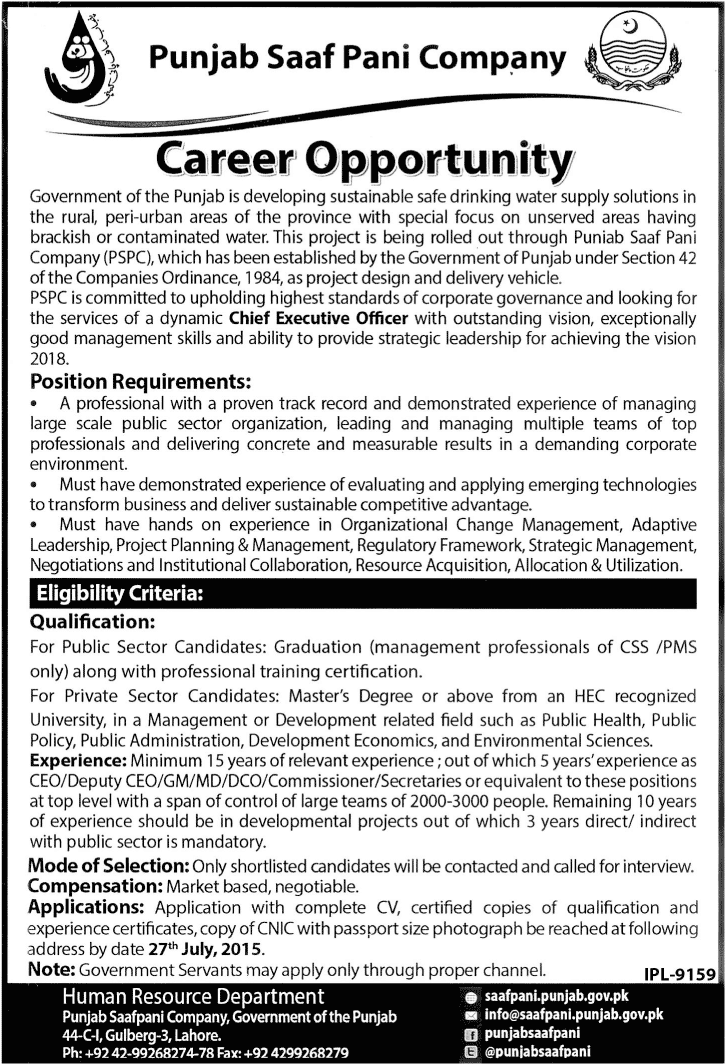 Punjab Saaf Pani Company
Career Opportunity
Government of the Punjab is developing sustainable safe drinking water supply solutions in
the rural, peri-urban areas of the province with special focus on unserved areas having
brackish or contaminated water. This project is being rolled out through Puniab Saaf Pani
Company (PSPC), which has been established by the Government of Punjab under Section 42
of the Companies Ordinance, 1984, as project design and delivery vehicle.
PSPC is committed to upholding highest standards of corporate governance and looking for
the services of a dynamic Chief Executive Officer with outstanding vision, exceptionally
good management skills and ability to provide strategic leadership for achieving the vision
2018.
Position Requirements:
• A professional with a proven track record and demonstrated experience of managing
large scale public sector organization, leading and managing multiple teams of top
professionals and delivering concrete and measurable results in a demanding corporate
environment.
• Must have demonstrated experience of evaluating and applying emerging technologies
to transform business and deliver sustainable competitive advantage.
• Must have hands on experience in Organizational Change Management, Adaptive
Leadership, Project Planning & Management, Regulatory Framework, Strategic Management,
Negotiations and Institutional Collaboration, Resource Acquisition, Allocation & Utilization.
Eligibility Criteria:
Qualification:
For Public Sector Candidates: Graduation (management professionals of CSS /PMS
only) along with professional training certification.
For Private Sector Candidates: Master's Degree or above from an HEC recognized
University, in a Management or Development related field such as Public Health, Public
Policy, Public Administration, Development Economics, and Environmental Sciences.
Experience: Minimum 15 years of relevant experience ; out of which 5 years' experience as
CEO/Deputy CEO/GM/MD/DCO/Commissioner/Secretaries or equivalent to these positions
at top level with a span of control of large teams of 2000-3000 people. Remaining 10 years
of experience should be in developmental projects out of which 3 years direct/ indirect
with public sector is mandatory.
Mode of Selection: Only shortlisted candidates will be contacted and called for interview.
Compensation: Market based, negotiable.
Applications: Application with complete CV, certified copies of qualification and
experience certificates, copy of CNIC with passport size photograph be reached at following
address by date 27th July, 2015.
Note: Government Servants may apply only through proper channel.
IPL-9159
Human Resource Department
Punjab Saafpani Company, Government of the Punjab
44-C-I, Gulberg-3, Lahore.
Ph: +92 42-99268274-78 Fax: +92 4299268279
saafpani.punjab.gov.pk
info@saafpani.punjab.gov.pk
punjabsaafpani
@punjabsaafpani